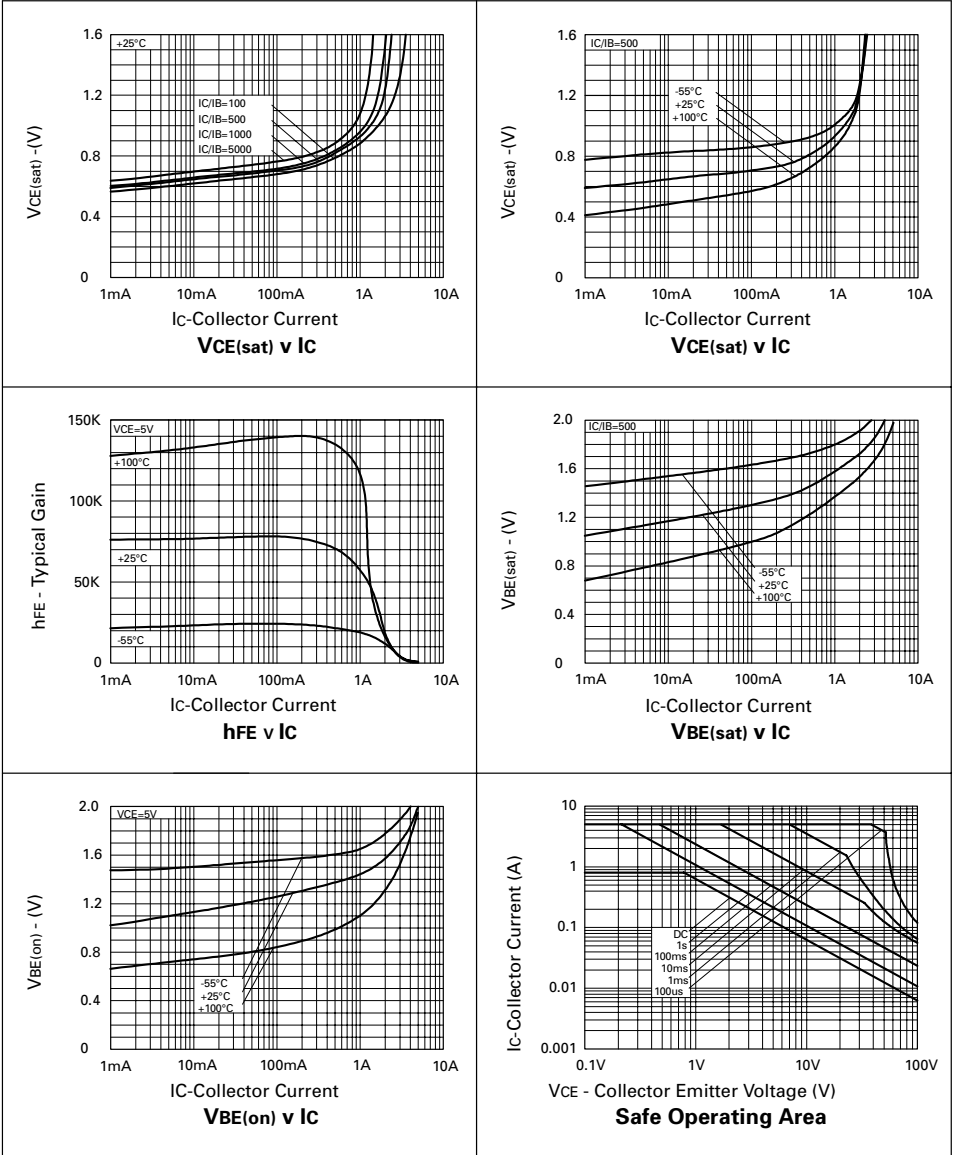 1.6
+25°C
1.2
IC/IB=100
IC/IB=500
IC/IB=1000
IC/IB=5000
0.8
0.4
0
VCE(sat) -(V)
1mA 10mA 100mA 1A 10A
IC-Collector Current
VCE(sat) v IC
1.6
IC/IB=500
1.2
-55°C
+25°C
+100°C
0.8
0.4
0
VCE(sat) -(V)
1mA 10mA 100mA 1A 10A
IC-Collector Current
VCE(sat) v IC
150K
VCE=5V
+100°C
100K
+25°C
50K
-55°C
0
hFE - Typical Gain
1mA 10mA 100mA 1A 10A
IC-Collector Current
hFE v IC
2.0
IC/IB=500
1.6
1.2
0.8
-55°C
+25°C
+100°C
0.4
0
VBE(sat) - (V)
1mA 10mA 100mA 1A 10A
IC-Collector Current
VBE(sat) v IC
2.0
VCE=5V
1.6
1.2
0.8
-55°C
+25°C
+100°C
0.4
0
VBE(on) - (V)
1mA 10mA 100mA 1A 10A
IC-Collector Current
VBE(on) v IC
10
1
0.1
DC
1s
100ms
10ms
1ms
100us
0.01
0.001
IC-Collector Current (A)
0.1V 1V 10V 100V
VCE - Collector Emitter Voltage (V)
Safe Operating Area